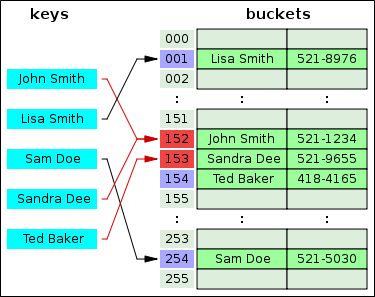 keys buckets
000
John Smith 001 Lisa Smith 521-8976
002
Lisa Smith : : :
151
152 John Smith 521-1234
Sam Doe 153 Sandra Dee 521-9655
154 Ted Baker 418-4165
Sandra Dee 155
: : :
Ted Baker 253
254 Sam Doe 521-5030
255